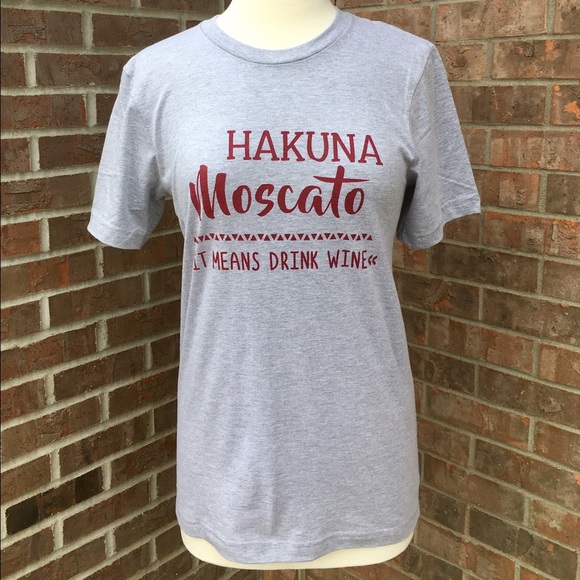 HAKUNA
Moscato
IT MEANS DRINK WINE«